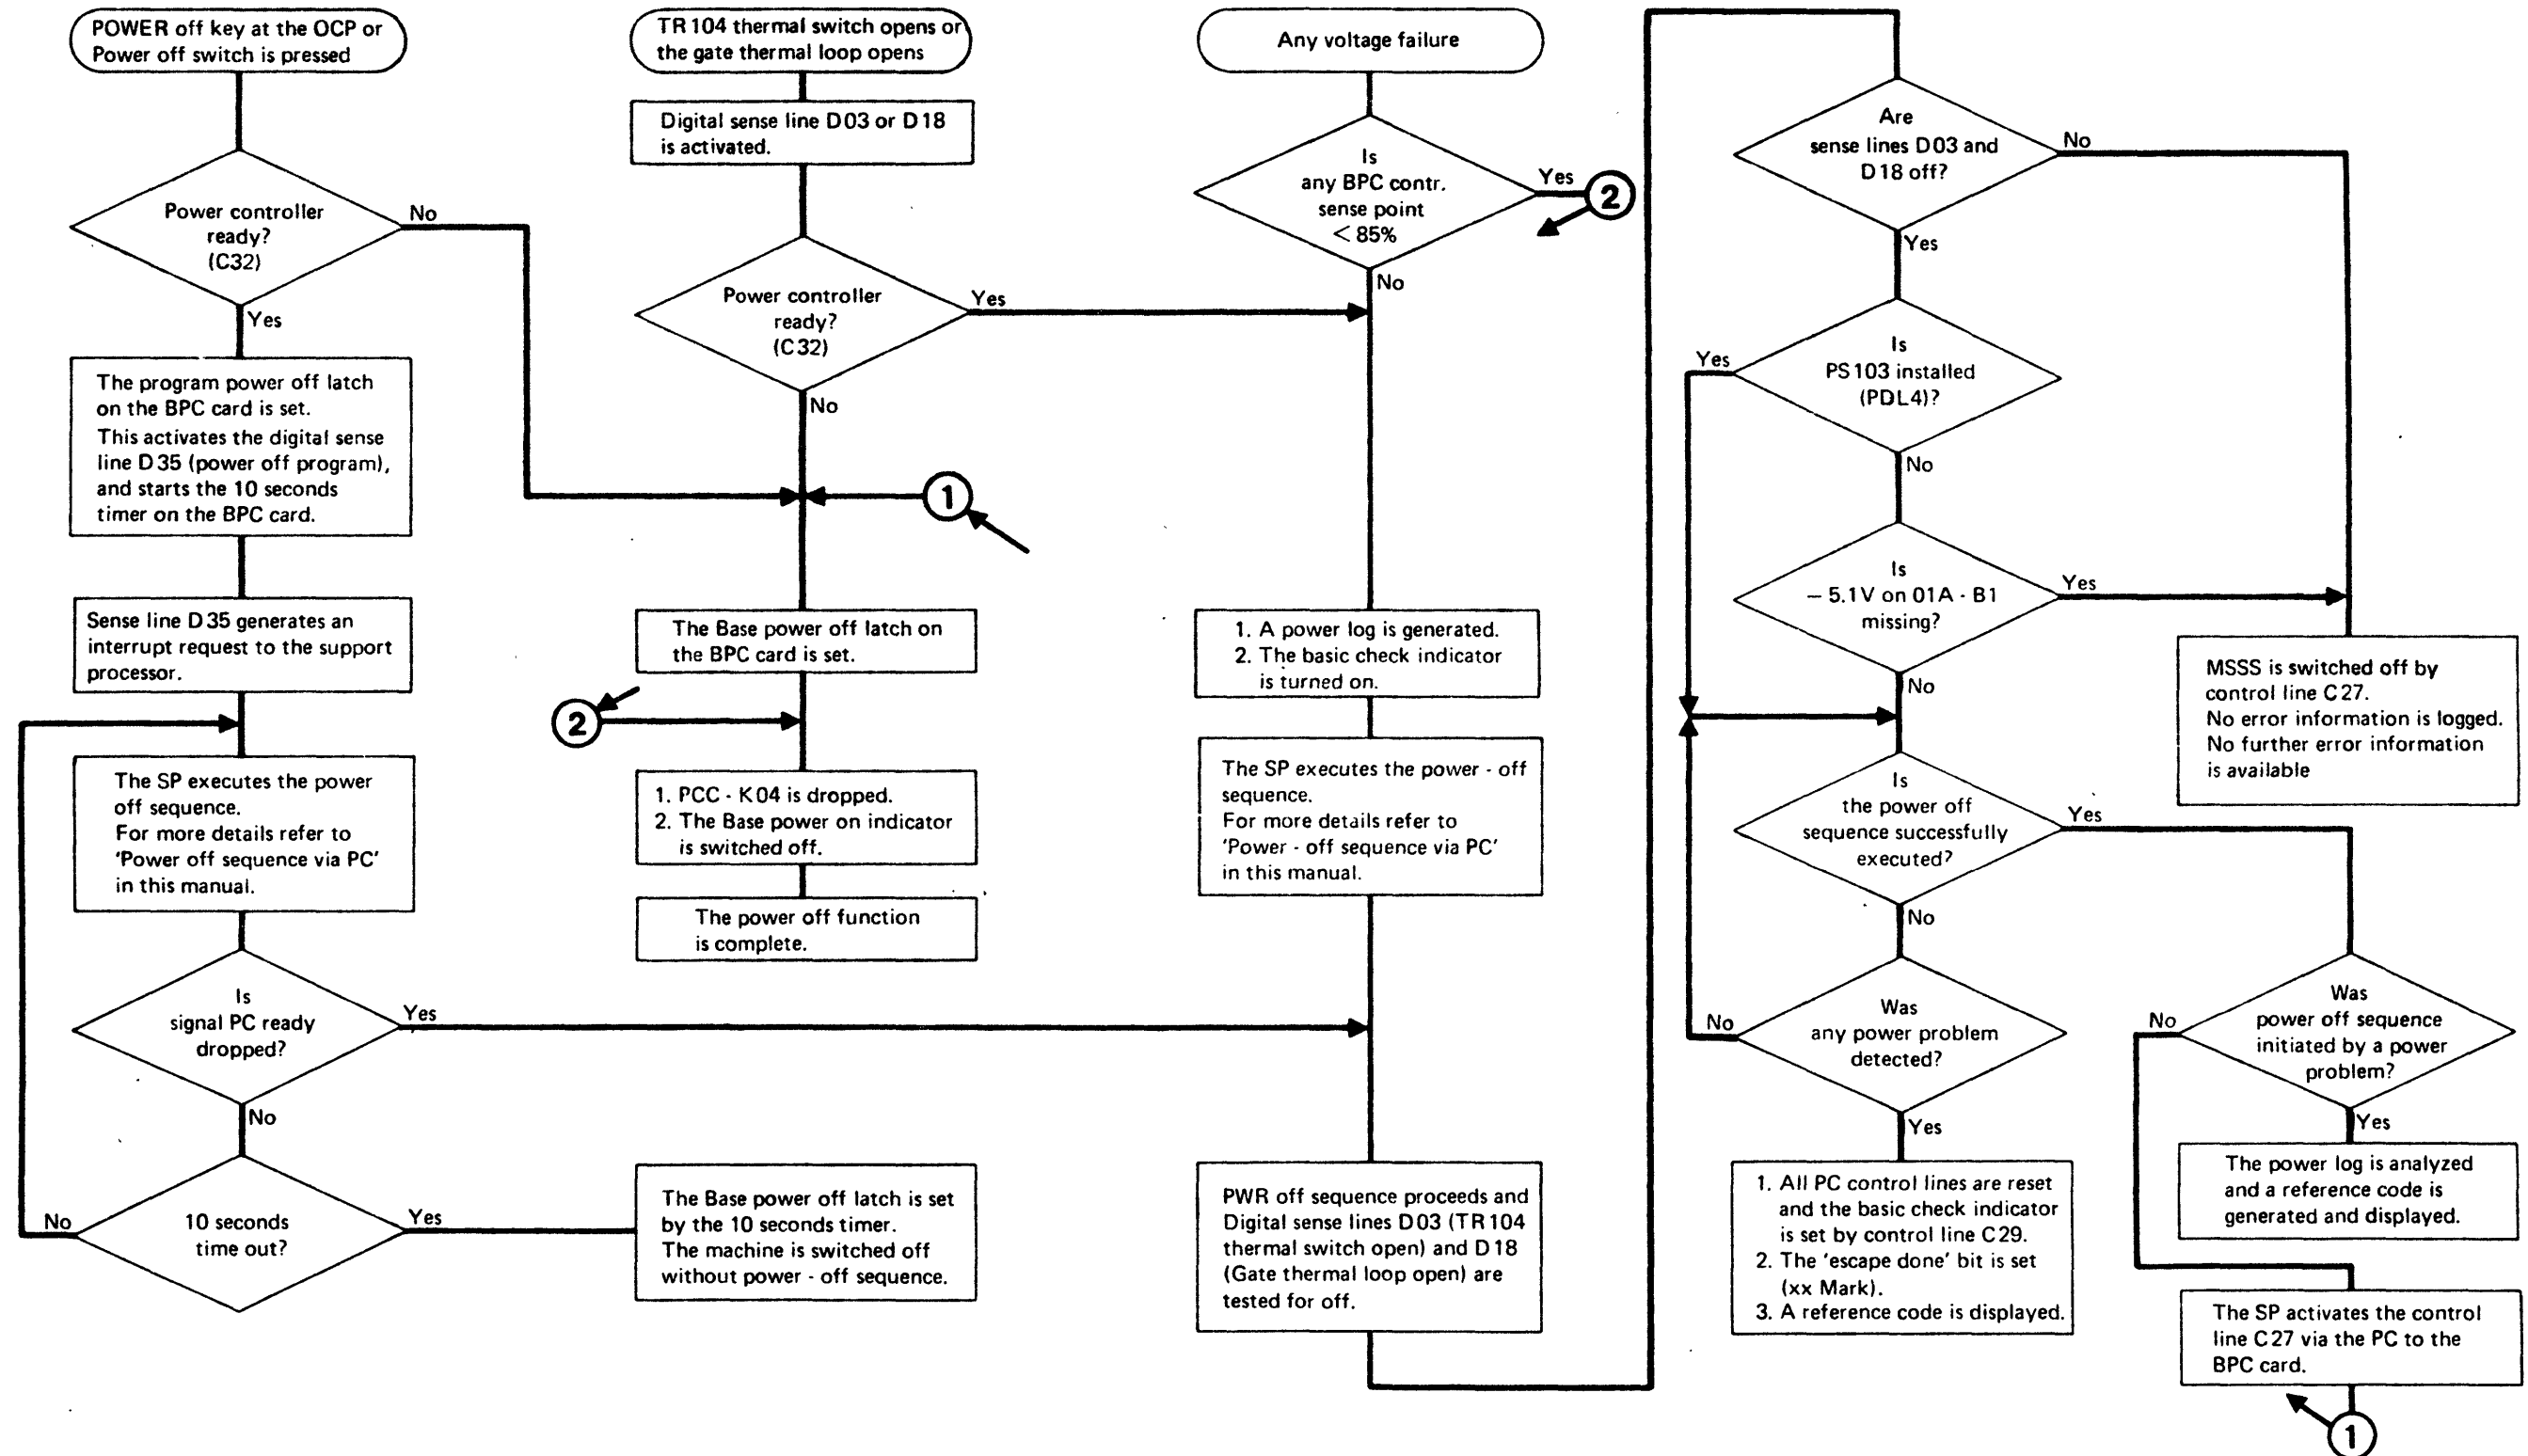 POWER off key at the OCP or
Power off switch is pressed
Power controller
ready?
(C32)
No
Yes
The program power off latch
on the BPC card is set.
This activates the digital sense
line D35 (power off program),
and starts the 10 seconds
timer on the BPC card.
Sense line D35 generates an
interrupt request to the support
processor.
The SP executes the power
off sequence.
For more details refer to
'Power off sequence via PC'
in this manual.
Is
signal PC ready
dropped?
Yes
No
10 seconds
time out?
No
Yes
The Base power off latch is set
by the 10 seconds timer.
The machine is switched off
without power - off sequence.
TR104 thermal switch opens or
the gate thermal loop opens
Digital sense line D03 or D18
is activated.
Power controller
ready?
(C32)
Yes
No
1
The Base power off latch on
the BPC card is set.
2
1. PCC - K04 is dropped.
2. The Base power on indicator
is switched off.
The power off function
is complete.
Any voltage failure
Is
any BPC contr.
sense point
< 85%
Yes
2
No
1. A power log is generated.
2. The basic check indicator
is turned on.
The SP executes the power - off
sequence.
For more details refer to
'Power - off sequence via PC'
in this manual.
PWR off sequence proceeds and
Digital sense lines D03 (TR104
thermal switch open) and D18
(Gate thermal loop open) are
tested for off.
Are
sense lines D03 and
D18 off?
No
Yes
Is
PS103 installed
(PDL4)?
Yes
No
Is
- 5.1V on 01A - B1
missing?
Yes
No
MSSS is switched off by
control line C27.
No error information is logged.
No further error information
is available
Is
the power off
sequence successfully
executed?
Yes
No
Was
any power problem
detected?
No
Yes
1. All PC control lines are reset
and the basic check indicator
is set by control line C29.
2. The 'escape done' bit is set
(xx Mark).
3. A reference code is displayed.
Was
power off sequence
initiated by a power
problem?
No
Yes
The power log is analyzed
and a reference code is
generated and displayed.
The SP activates the control
line C27 via the PC to the
BPC card.
1